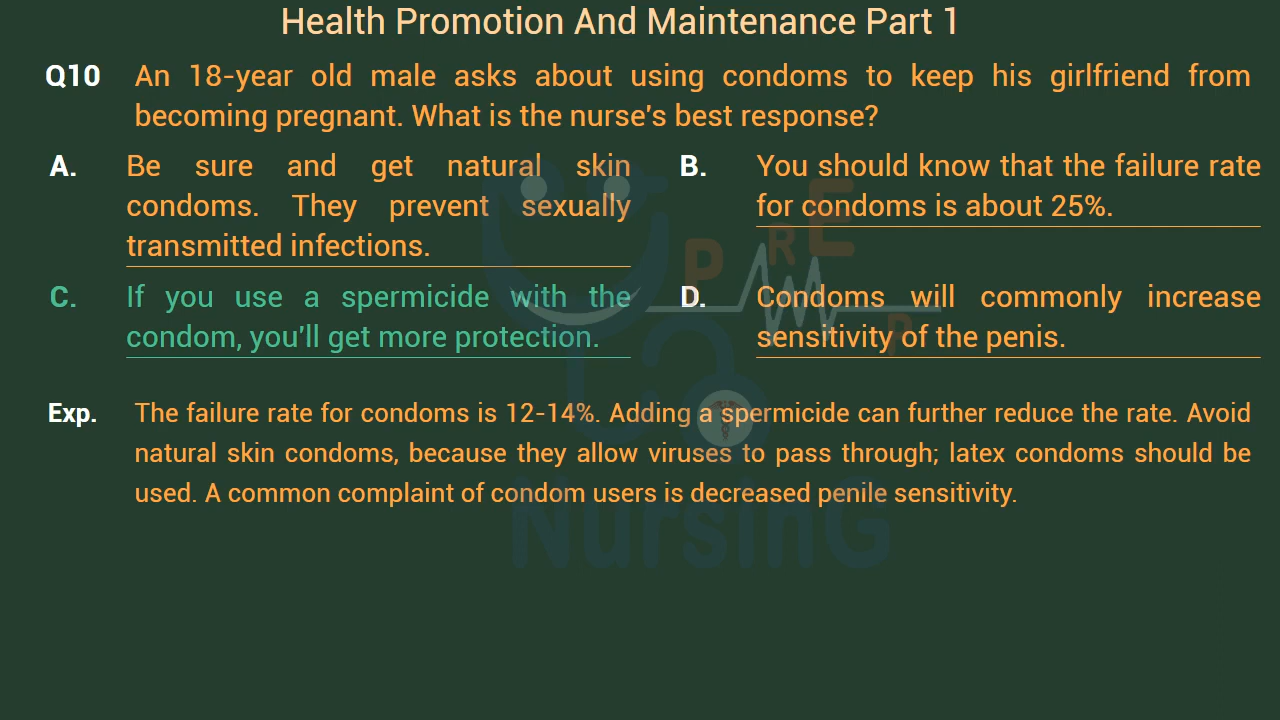 Health Promotion And Maintenance Part 1
Q10 An 18-year old male asks about using condoms to keep his girlfriend from
becoming pregnant. What is the nurse's best response?
A. Be sure and get natural skin
condoms. They prevent sexually
transmitted infections.
B. You should know that the failure rate
for condoms is about 25%.
C. If you use a spermicide with the
condom, you'll get more protection.
D. Condoms will commonly increase
sensitivity of the penis.
Exp. The failure rate for condoms is 12-14%. Adding a spermicide can further reduce the rate. Avoid
natural skin condoms, because they allow viruses to pass through; latex condoms should be
used. A common complaint of condom users is decreased penile sensitivity.
PREP
NursinG